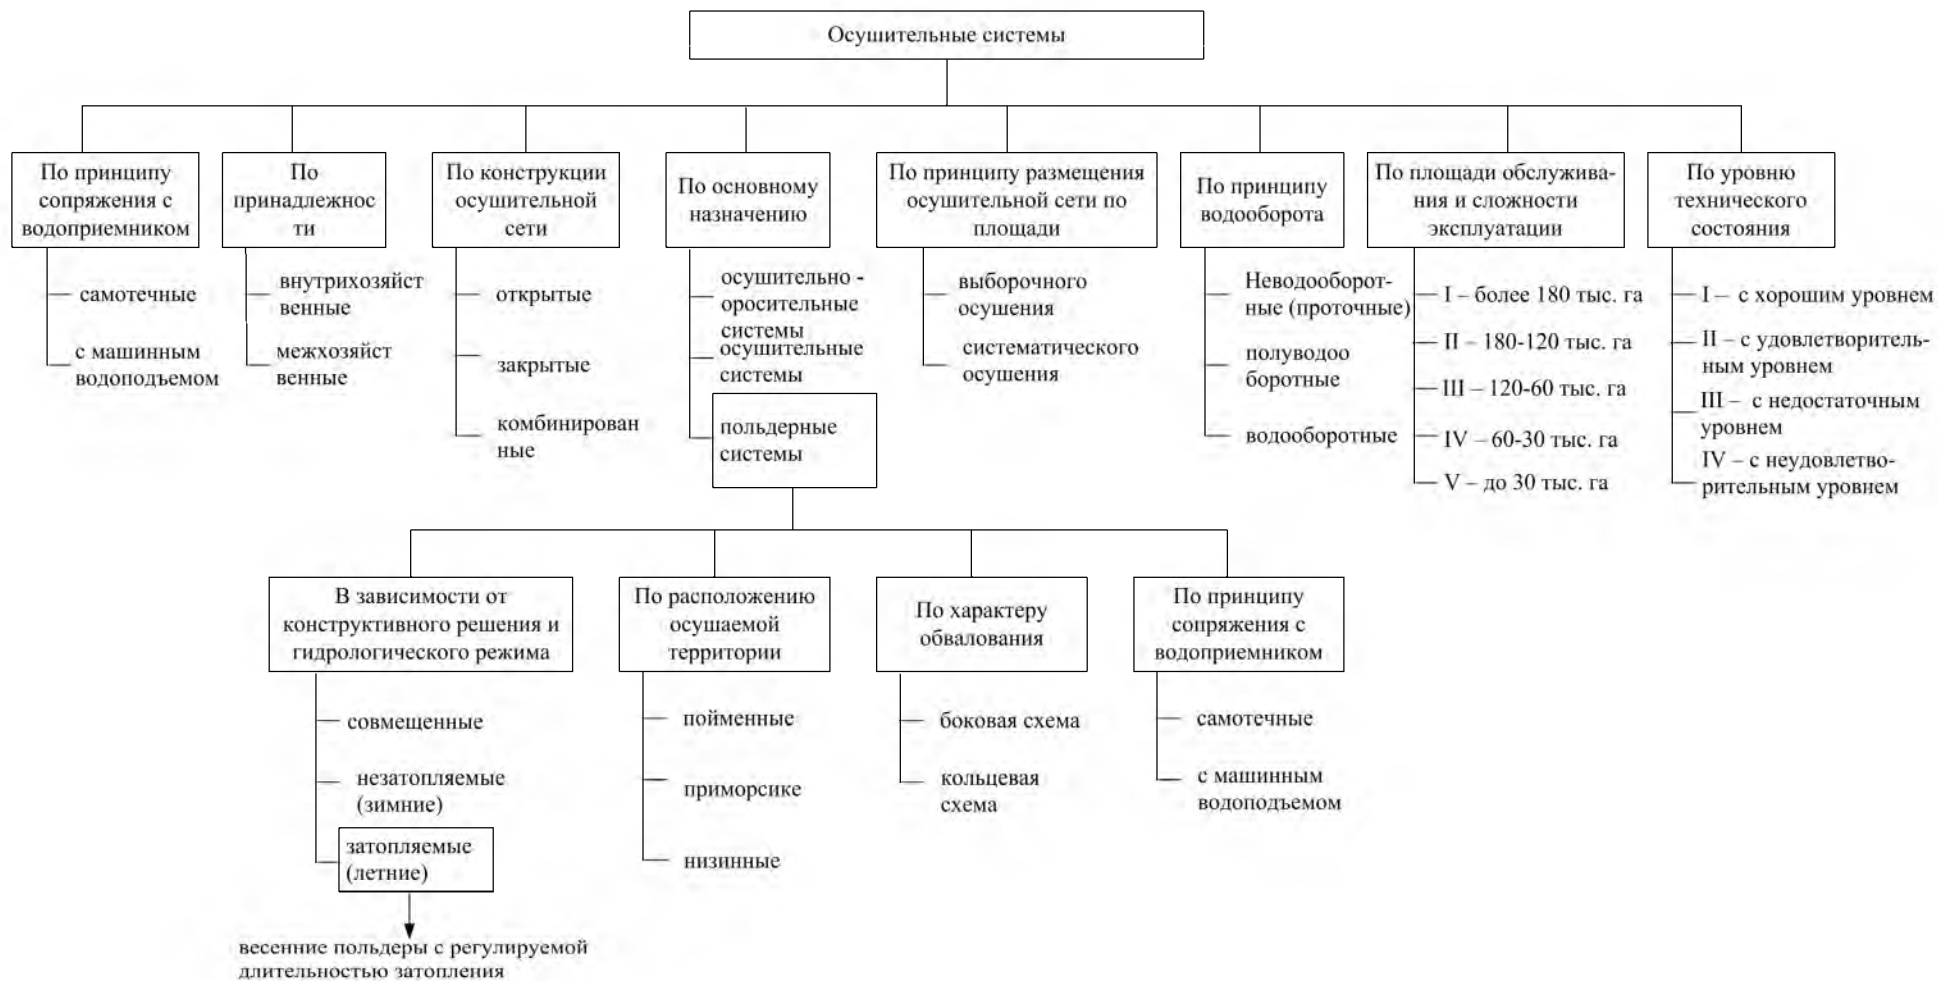 Осушительные системы
По принципу
сопряжения с
водоприемником
самотечные
с машинным
водоподъемом
По
принадлежнос
ти
внутрихозяйст
венные
межхозяйст
венные
По конструкции
осушительной
сети
открытые
закрытые
комбинирован
ные
По основному
назначению
осушительно -
оросительные
системы
осушительные
системы
польдерные
системы
По принципу размещения
осушительной сети по
площади
выборочного
осушения
систематического
осушения
По принципу
водооборота
Неводооборот-
ные (проточные)
полуводоо
боротные
водооборотные
По площади обслужива-
ния и сложности
эксплуатации
I – более 180 тыс. га
II – 180-120 тыс. га
III – 120-60 тыс. га
IV – 60-30 тыс. га
V – до 30 тыс. га
По уровню
технического
состояния
I – с хорошим уровнем
II – с удовлетворитель-
ным уровнем
III – с недостаточным
уровнем
IV – с неудовлетво-
рительным уровнем
В зависимости от
конструктивного решения и
гидрологического режима
совмещенные
незатопляемые
(зимние)
затопляемые
(летние)
весенние польдеры с регулируемой
длительностью затопления
По расположению
осушаемой
территории
пойменные
приморсике
низинные
По характеру
обвалования
боковая схема
кольцевая
схема
По принципу
сопряжения с
водоприемником
самотечные
с машинным
водоподъемом